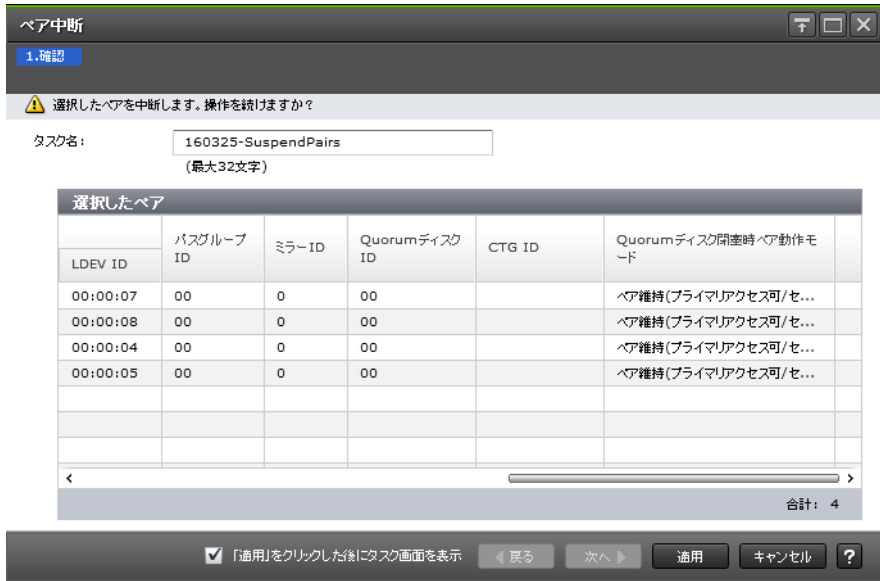 ペア中断
1.確認
選択したペアを中断します。操作を続けますか？
タスク名：
160325-SuspendPairs
(最大32文字)
選択したペア
LDEV ID
パスグループ
ID
ミラーID
Quorumディスク
ID
CTG ID
Quorumディスク閉塞時ペア動作モ
ード
00:00:07 00 0 00 ペア維持(プライマリアクセス可/セ...
00:00:08 00 0 00 ペア維持(プライマリアクセス可/セ...
00:00:04 00 0 00 ペア維持(プライマリアクセス可/セ...
00:00:05 00 0 00 ペア維持(プライマリアクセス可/セ...
合計： 4
「適用」をクリックした後にタスク画面を表示
戻る
次へ
適用
キャンセル
?